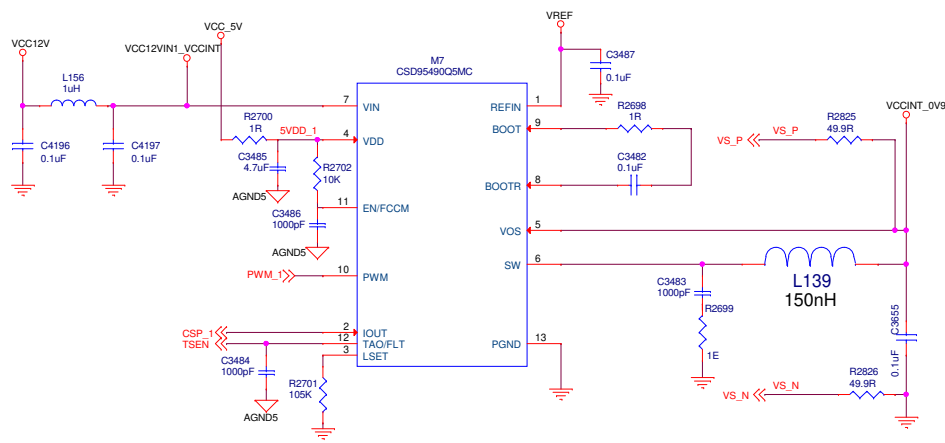 VCC_5V
VREF
VCC12V
VCC12VIN1_VCCINT
M7
CSD95490Q5MC
C3487
0.1uF
L156
1uH
VCCINT_0V9
7
VIN
REFIN
1
R2700
1R
5VDD_1
4
VDD
BOOT
9
R2698
1R
R2825
49.9R
VS_P
VS_P
C4196
0.1uF
C4197
0.1uF
C3485
4.7uF
R2702
10K
C3482
0.1uF
BOOTR
8
AGND5
11
EN/FCCM
C3486
1000pF
VOS
5
AGND5
SW
6
PWM_1
10
PWM
L139
150nH
C3483
1000pF
R2699
1E
C3655
0.1uF
CSP_1
2
IOUT
TSEN
12
TAO/FLT
PGND
13
3
LSET
C3484
1000pF
R2701
105K
AGND5
R2826
49.9R
VS_N
VS_N